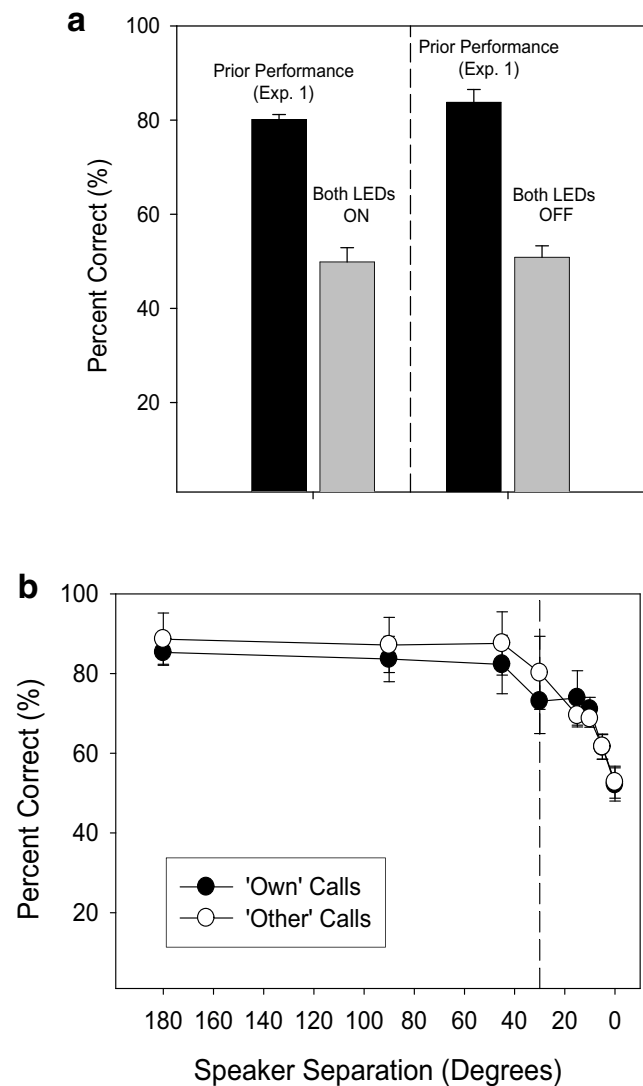 a
100
80
60
40
20
Percent Correct (%)
Prior Performance
(Exp. 1)
Both LEDs
ON
Prior Performance
(Exp. 1)
Both LEDs
OFF
b
100
80
60
40
20
Percent Correct (%)
'Own' Calls
'Other' Calls
180 160 140 120 100 80 60 40 20 0
Speaker Separation (Degrees)